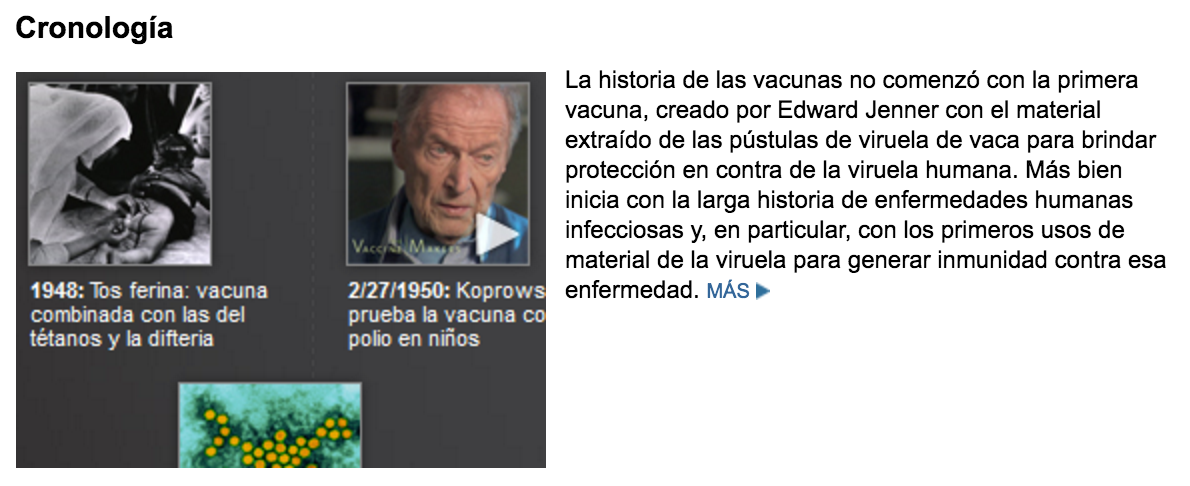 Cronología
La historia de las vacunas no comenzó con la primera
vacuna, creado por Edward Jenner con el material
extraído de las pústulas de viruela de vaca para brindar
protección en contra de la viruela humana. Más bien
inicia con la larga historia de enfermedades humanas
infecciosas y, en particular, con los primeros usos de
material de la viruela para generar inmunidad contra esa
enfermedad. MÁS
VACCINE MAKERS
1948: Tos ferina: vacuna
combinada con las del
tétanos y la difteria
2/27/1950: Koprows
prueba la vacuna co
polio en niños